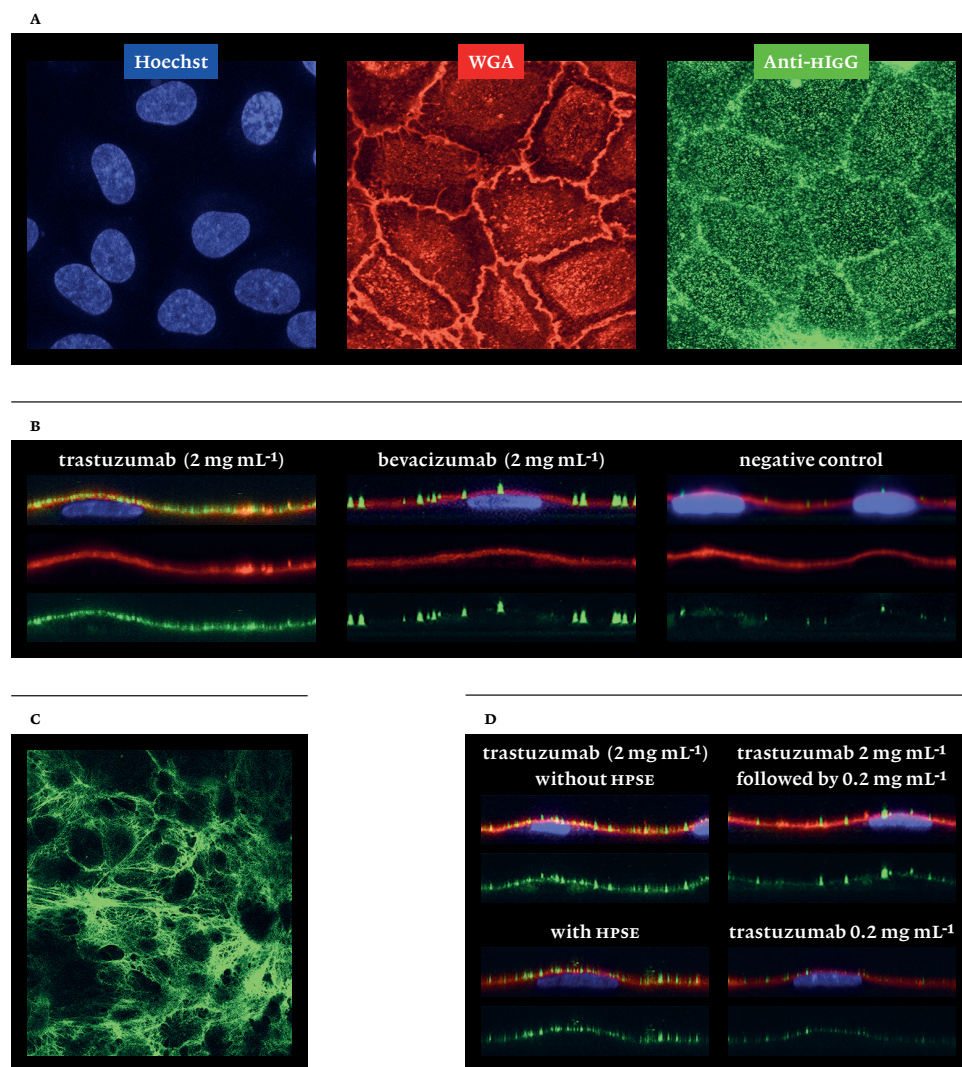 A
Hoechst
WGA
Anti-HIgG
B
trastuzumab (2 mg mL-1)
bevacizumab (2 mg mL-1)
negative control
C
D
trastuzumab (2 mg mL-1)
without HPSE
trastuzumab 2 mg mL-1
followed by 0.2 mg mL-1
with HPSE
trastuzumab 0.2 mg mL-1